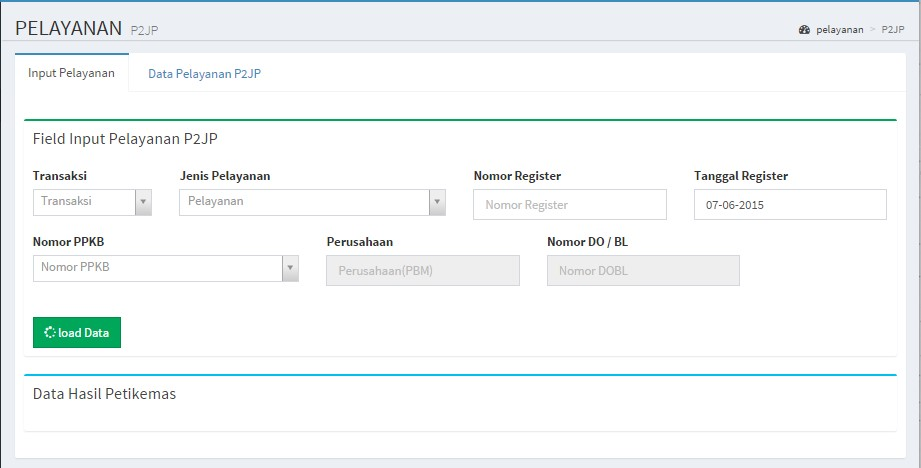 PELAYANAN P2JP
pelayanan > P2JP
Input Pelayanan
Data Pelayanan P2JP
Field Input Pelayanan P2JP
Transaksi
Jenis Pelayanan
Nomor Register
Tanggal Register
Transaksi
Pelayanan
Nomor Register
07-06-2015
Nomor PPKB
Perusahaan
Nomor DO / BL
Nomor PPKB
Perusahaan(PBM)
Nomor DOBL
load Data
Data Hasil Petikemas